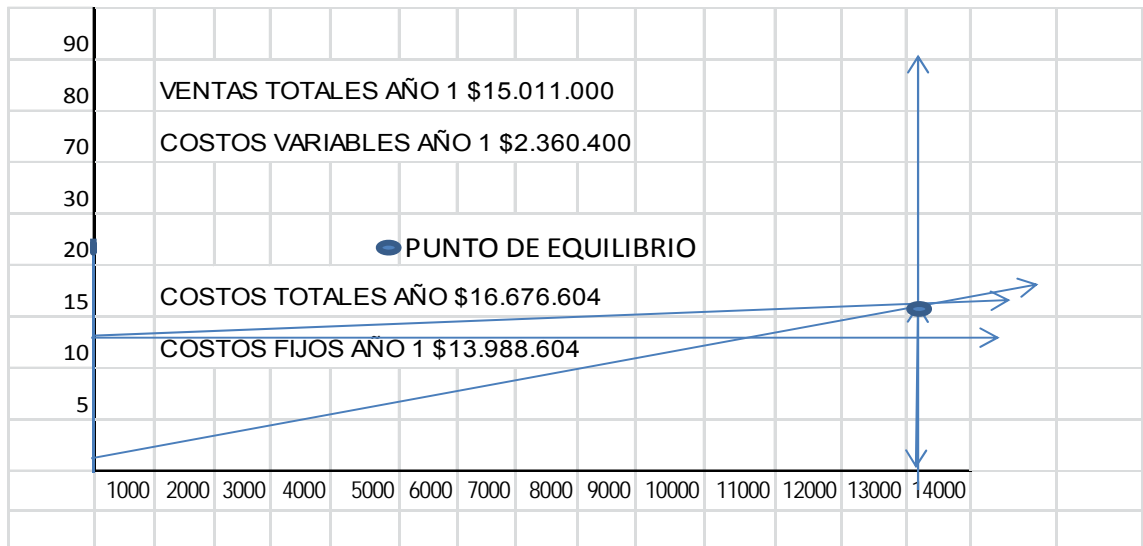 90
80 VENTAS TOTALES AÑO 1 $15.011.000
70 COSTOS VARIABLES AÑO 1 $2.360.400
30
20 PUNTO DE EQUILIBRIO
15 COSTOS TOTALES AÑO $16.676.604
10 COSTOS FIJOS AÑO 1 $13.988.604
5
1000 2000 3000 4000 5000 6000 7000 8000 9000 10000 11000 12000 13000 14000